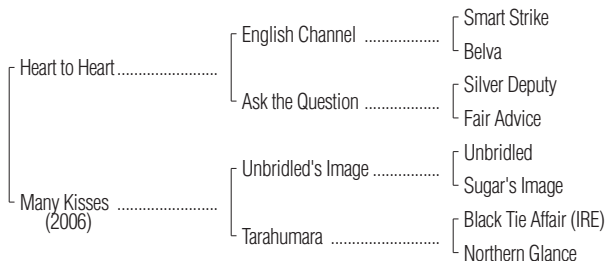 Smart Strike
English Channel ..................
Belva
Heart to Heart ........................
Silver Deputy
Ask the Question ..................
Fair Advice
Unbridled
Unbridled's Image .................
Sugar's Image
Many Kisses ........................
(2006)
Black Tie Affair (IRE)
Tarahumara ..........................
Northern Glance